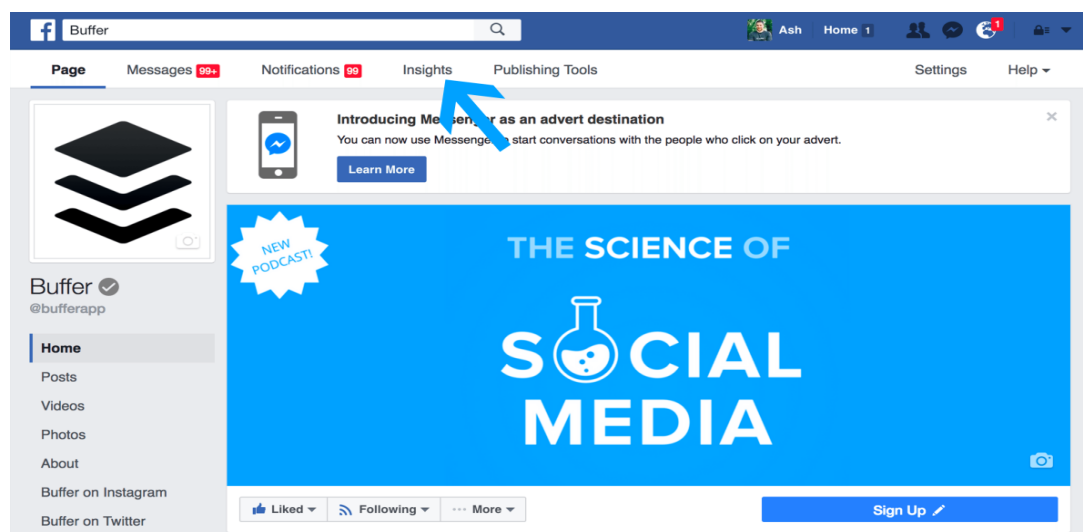 Buffer
Ash
Home 1
1
Page
Messages 99+
Notifications 99
Insights
Publishing Tools
Settings
Help
Introducing Messenger as an advert destination
You can now use Messenger start conversations with the people who click on your advert.
Learn More
NEW
PODCAST!
THE SCIENCE OF
SOCIAL
MEDIA
Buffer
@bufferapp
Home
Posts
Videos
Photos
About
Buffer on Instagram
Buffer on Twitter
Liked
Following
More
Sign Up